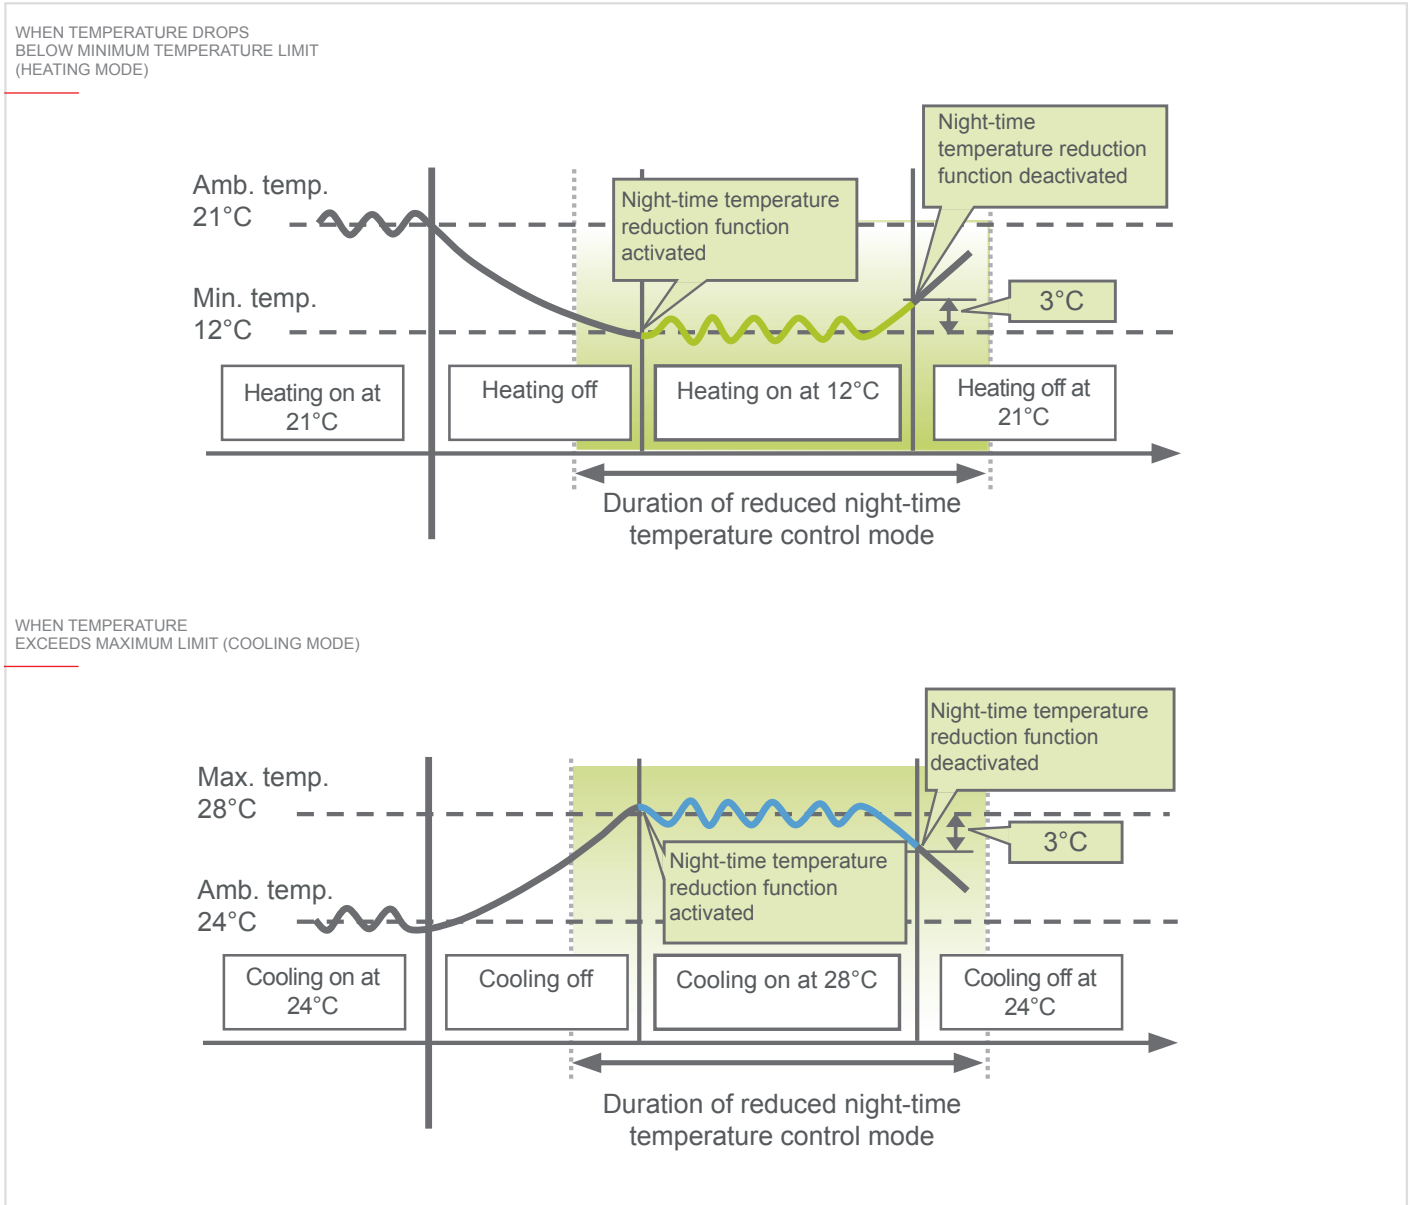 WHEN TEMPERATURE DROPS
BELOW MINIMUM TEMPERATURE LIMIT
(HEATING MODE)
Night-time
temperature reduction
function deactivated
Amb. temp.
21°C
Night-time temperature
reduction function
activated
Min. temp.
12°C
3°C
Heating on at
21°C
Heating off
Heating on at 12°C
Heating off at
21°C
Duration of reduced night-time
temperature control mode
WHEN TEMPERATURE
EXCEEDS MAXIMUM LIMIT (COOLING MODE)
Night-time temperature
reduction function
deactivated
Max. temp.
28°C
3°C
Night-time temperature
reduction function
activated
Amb. temp.
24°C
Cooling on at
24°C
Cooling off
Cooling on at 28°C
Cooling off at
24°C
Duration of reduced night-time
temperature control mode